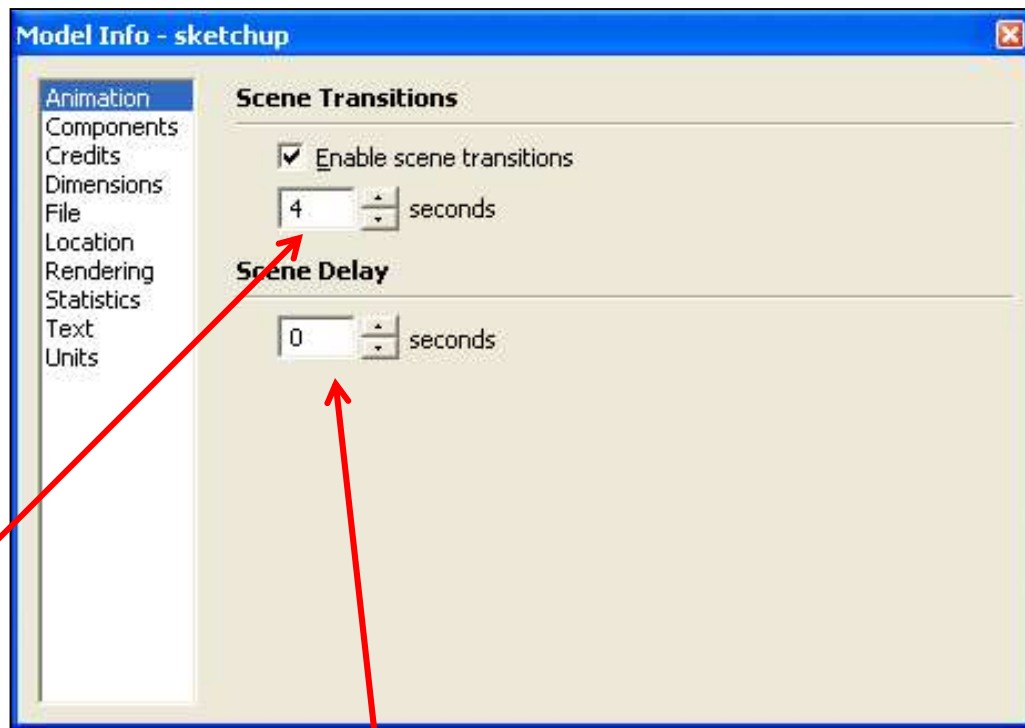 Model Info - sketchup
Animation
Components
Credits
Dimensions
File
Location
Rendering
Statistics
Text
Units
Scene Transitions
Enable scene transitions
4 seconds
Scene Delay
0 seconds